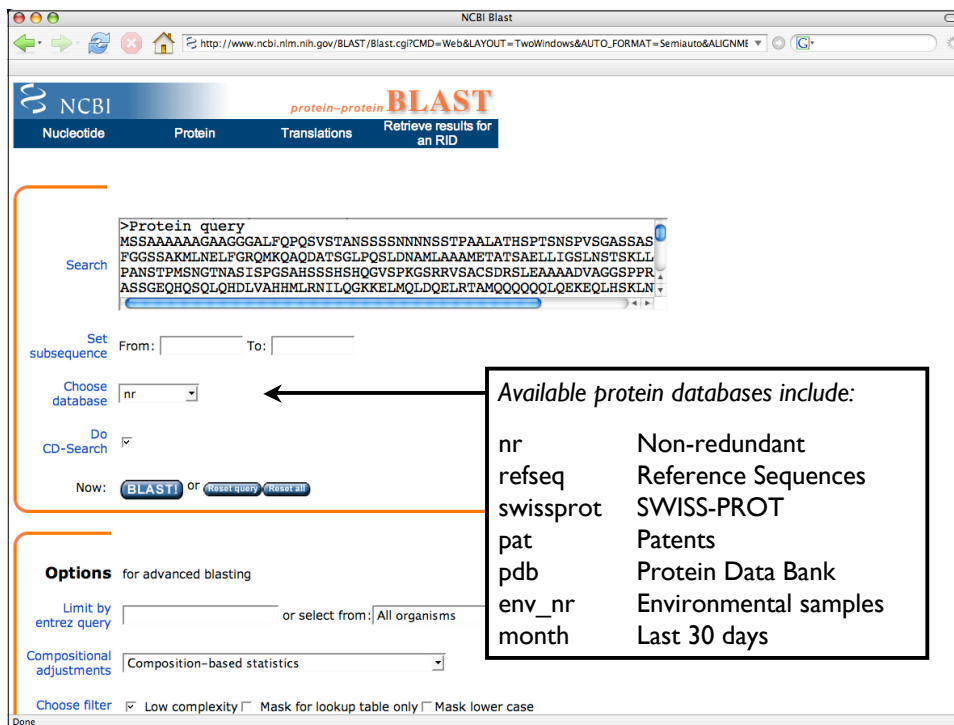 NCBI Blast
http://www.ncbi.nlm.nih.gov/BLAST/Blast.cgi?CMD=Web&LAYOUT=TwoWindows&AUTO_FORMAT=Semiauto&ALIGNME
G
NCBI
protein-protein BLAST
Nucleotide Protein Translations Retrieve results for an RID
Search
>Protein query
MSSAAAAAAGAAGGGALFQPQSVSTANSSSSNNNNSSTPAALATHSPTSNSPVSGASSAS
FGGSSAKMLNELFGRQMKQAQDATSGLPQSLDNAMLAAAMETATSAELLIGSLNSTSKLL
PANSTPMSNGTNASISPGSAHSSSHSHQGVSPKGSRRVSACSDRSLEAAAADVAGGSPPR
ASSGEQHQSQLQHDLVAHHMLRNILQGKKELMQLDQELRTAMQQQQQQLQEKEQLHSKLN
Set subsequence From: To:
Choose database nr
Do CD-Search
Now: BLAST! or Reset query Reset all
Available protein databases include:
nr Non-redundant
refseq Reference Sequences
swissprot SWISS-PROT
pat Patents
pdb Protein Data Bank
env_nr Environmental samples
month Last 30 days
Options for advanced blasting
Limit by entrez query or select from: All organisms
Compositional adjustments Composition-based statistics
Choose filter Low complexity Mask for lookup table only Mask lower case
Done